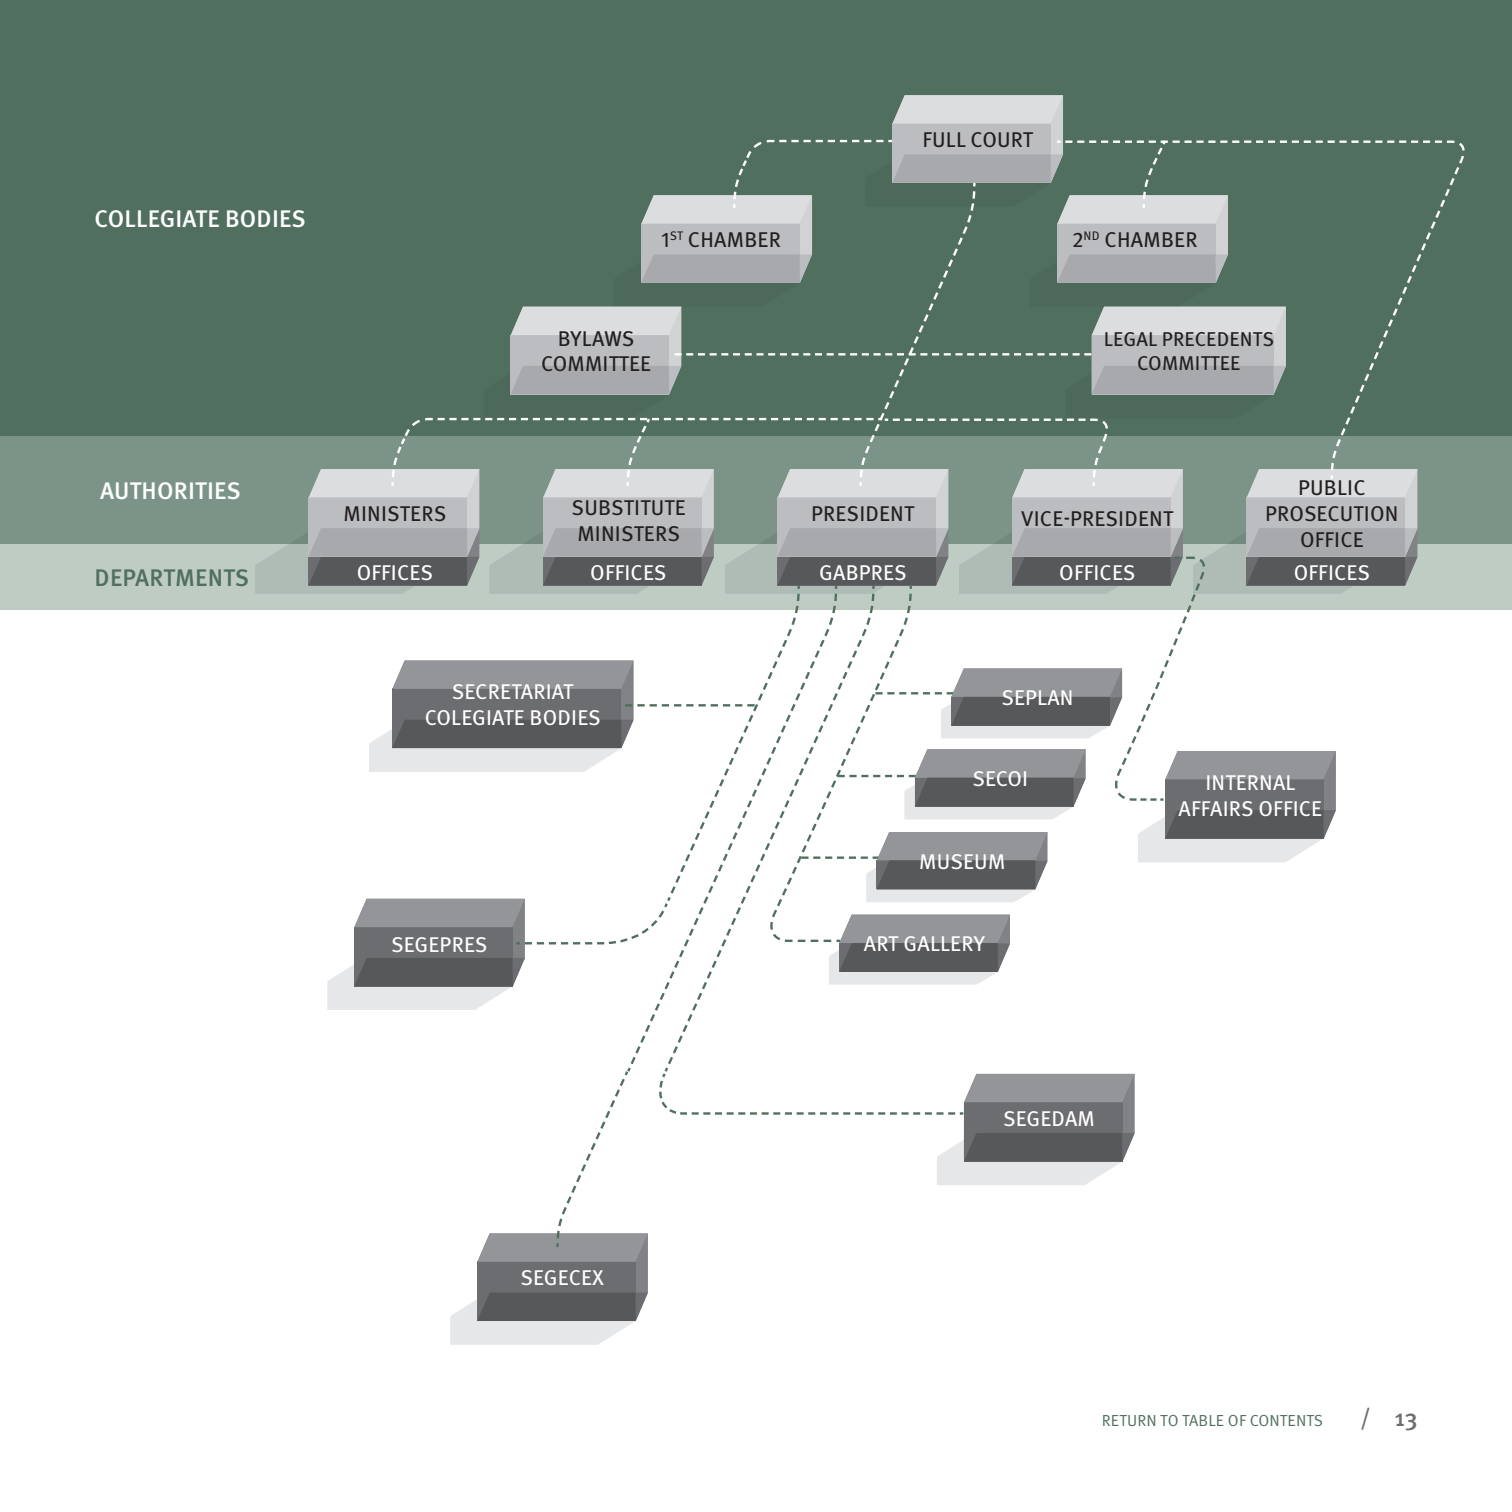 FULL COURT
COLLEGIATE BODIES
1ST CHAMBER
2ND CHAMBER
BYLAWS
COMMITTEE
LEGAL PRECEDENTS
COMMITTEE
AUTHORITIES
MINISTERS
SUBSTITUTE
MINISTERS
PRESIDENT
VICE-PRESIDENT
PUBLIC
PROSECUTION
OFFICE
DEPARTMENTS
OFFICES
OFFICES
GABPRES
OFFICES
OFFICES
SECRETARIAT
COLEGIATE BODIES
SEPLAN
SECOI
INTERNAL
AFFAIRS OFFICE
MUSEUM
SEGEPRES
ART GALLERY
SEGEDAM
SEGECEX
RETURN TO TABLE OF CONTENTS / 13